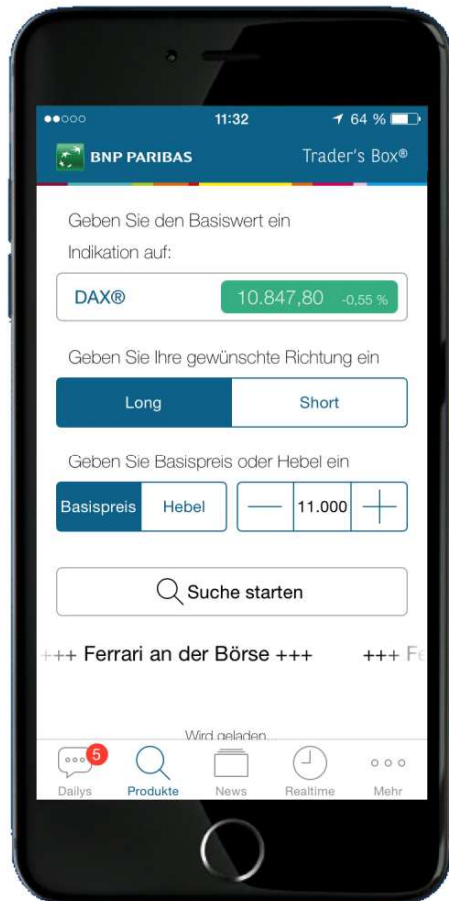 11:32
64 %
BNP PARIBAS
Trader's Box®
Geben Sie den Basiswert ein
Indikation auf:
DAX®
10.847,80 -0,55 %
Geben Sie Ihre gewünschte Richtung ein
Long
Short
Geben Sie Basispreis oder Hebel ein
Basispreis
Hebel
11.000
Suche starten
+++ Ferrari an der Börse +++ +++ Fe
Wird geladen...
5
Dailys
Produkte
News
Realtime
Mehr